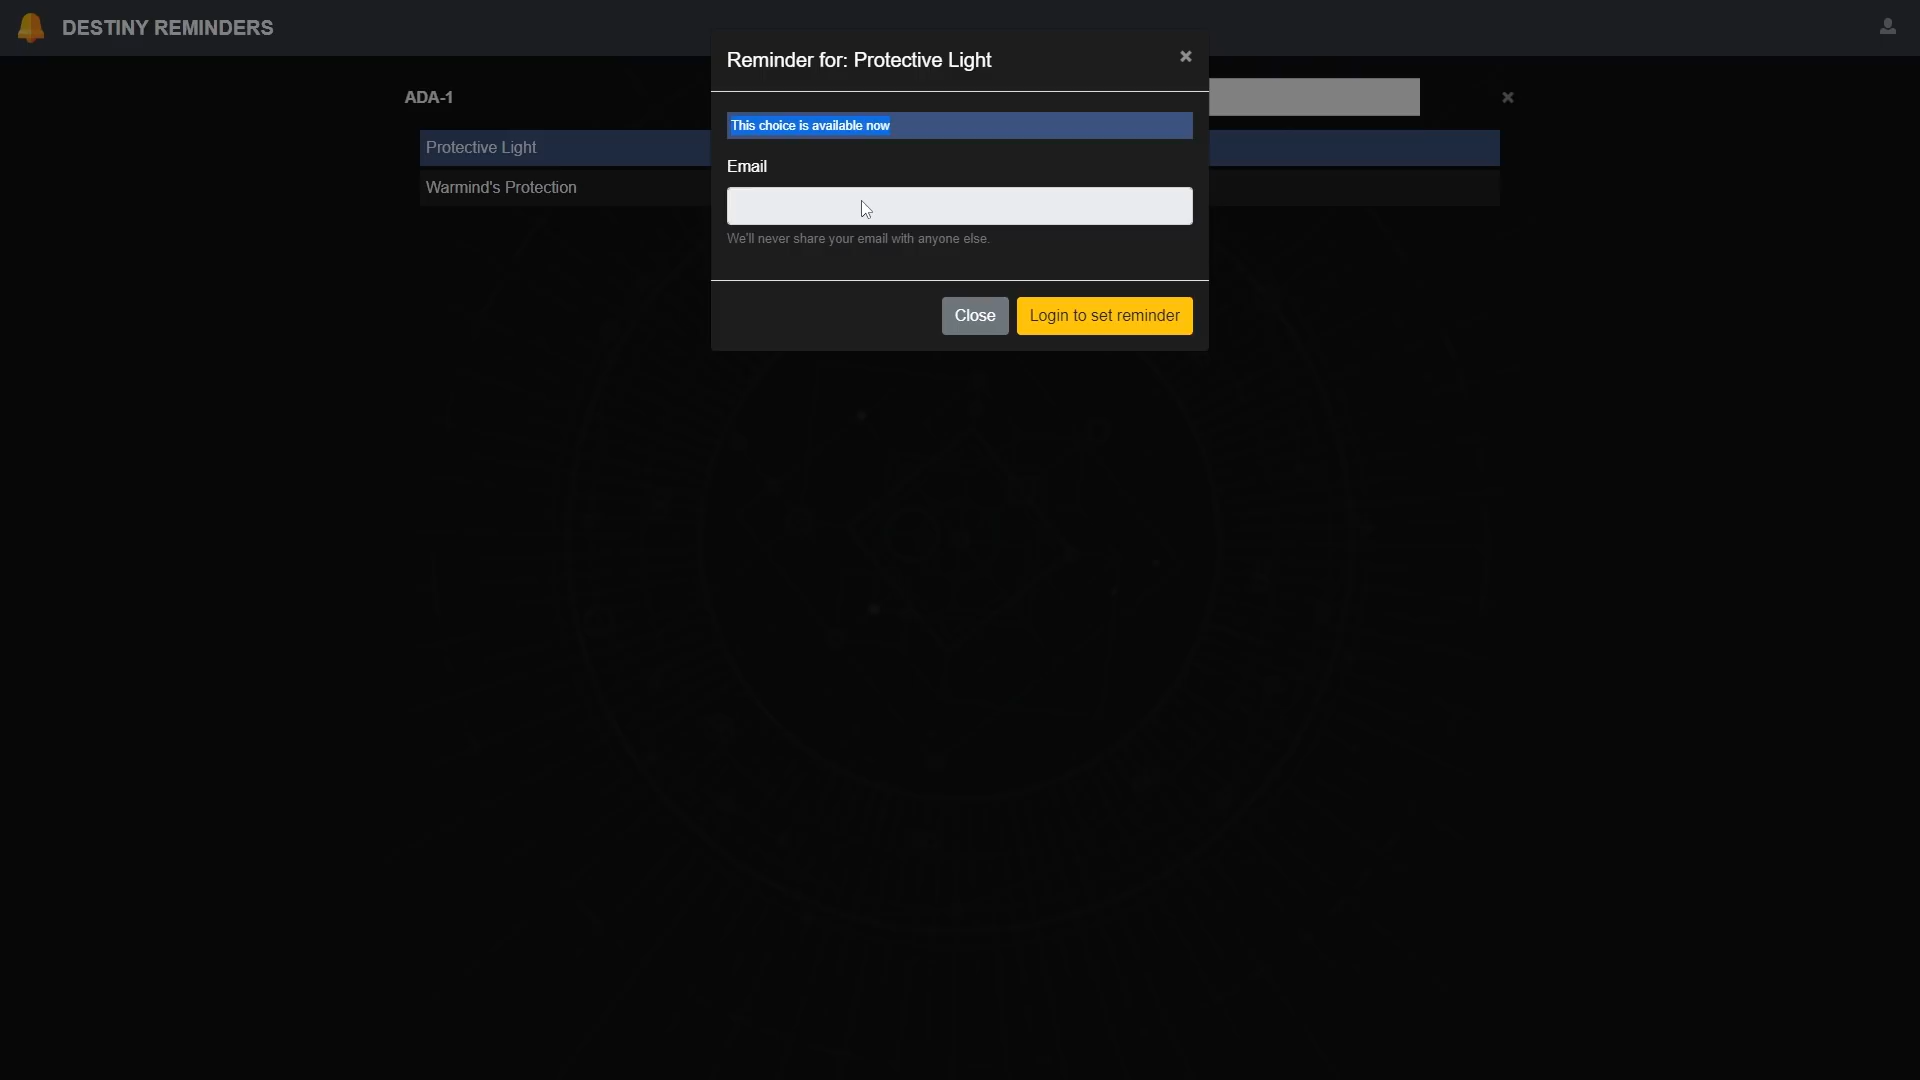 DESTINY REMINDERS
Reminder for: Protective Light
ADA-1
This choice is available now
Protective Light
Email
Warmind's Protection
We'll never share your email with anyone else.
Close
Login to set reminder